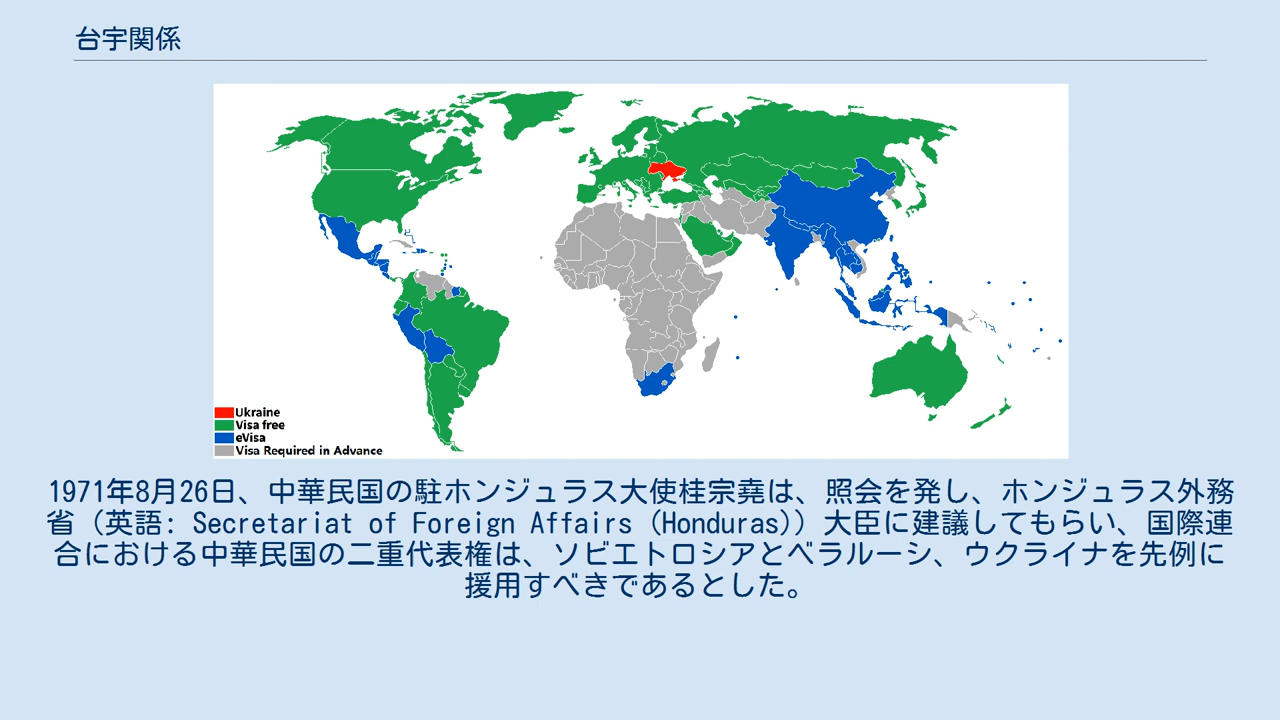 台宇関係
Ukraine
Visa free
eVisa
Visa Required in Advance
1971年8月26日、中華民国の駐ホンジュラス大使桂宗堯は、照会を発し、ホンジュラス外務
省（英語: Secretariat of Foreign Affairs (Honduras)）大臣に建議してもらい、国際連
合における中華民国の二重代表権は、ソビエトロシアとベラルーシ、ウクライナを先例に
援用すべきであるとした。